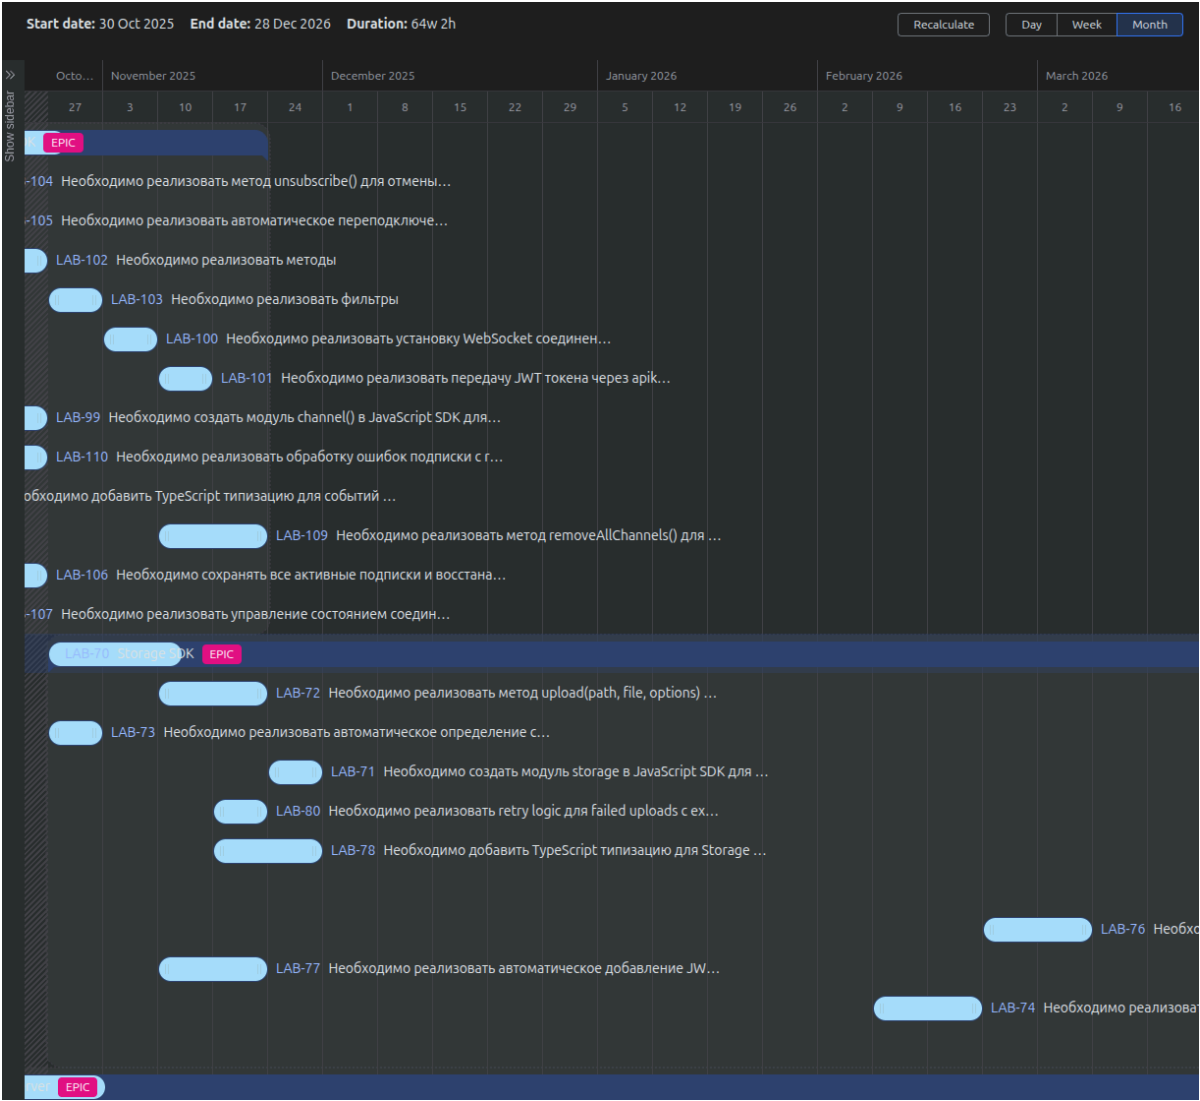 Start date: 30 Oct 2025 End date: 28 Dec 2026 Duration: 64w 2h
Recalculate Day Week Month
Octo... November 2025 December 2025 January 2026 February 2026 March 2026
27 3 10 17 24 1 8 15 22 29 5 12 19 26 2 9 16 23 2 9 16
Show sidebar
K EPIC
-104 Необходимо реализовать метод unsubscribe() для отмены...
-105 Необходимо реализовать автоматическое переподключе...
LAB-102 Необходимо реализовать методы
LAB-103 Необходимо реализовать фильтры
LAB-100 Необходимо реализовать установку WebSocket соединен...
LAB-101 Необходимо реализовать передачу JWT токена через apik...
LAB-99 Необходимо создать модуль channel() в JavaScript SDK для...
LAB-110 Необходимо реализовать обработку ошибок подписки с г...
обходимо добавить TypeScript типизацию для событий ...
LAB-109 Необходимо реализовать метод removeAllChannels() для ...
LAB-106 Необходимо сохранять все активные подписки и восстана...
-107 Необходимо реализовать управление состоянием соедин...
LAB-70 Storage SDK EPIC
LAB-72 Необходимо реализовать метод upload(path, file, options) ...
LAB-73 Необходимо реализовать автоматическое определение с...
LAB-71 Необходимо создать модуль storage в JavaScript SDK для ...
LAB-80 Необходимо реализовать retry logic для failed uploads с ex...
LAB-78 Необходимо добавить TypeScript типизацию для Storage ...
LAB-76 Необхо
LAB-77 Необходимо реализовать автоматическое добавление JW...
LAB-74 Необходимо реализоват
rver EPIC